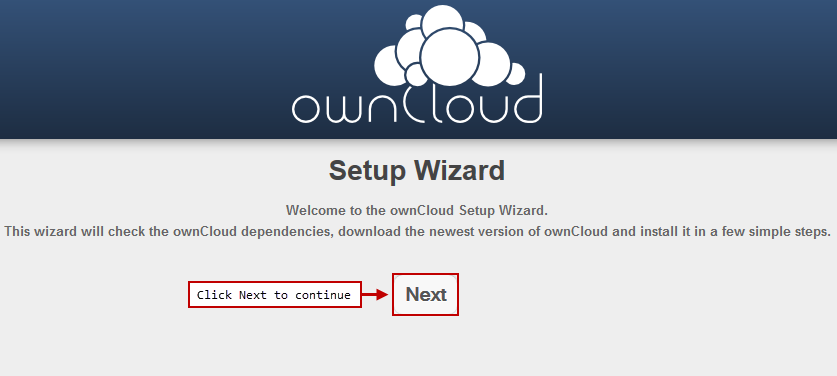 ownCloud
Setup Wizard
Welcome to the ownCloud Setup Wizard.
This wizard will check the ownCloud dependencies, download the newest version of ownCloud and install it in a few simple steps.
Click Next to continue
Next